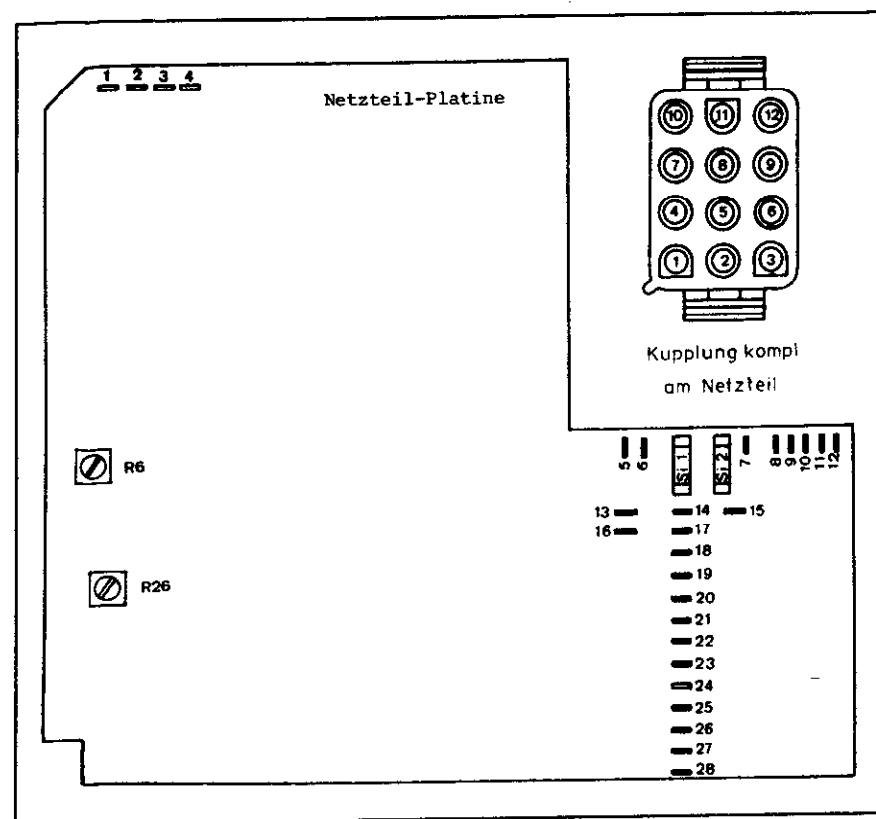 1 2 3 4
Netzteil-Platine
10 11 12
7 8 9
4 5 6
1 2 3
Kupplung kompl
am Netzteil
R6
5 6 Si 1 Si 2 7 8 9 10 11 12
13 14 15
16 17
18
R26
19
20
21
22
23
24
25
26
27
28